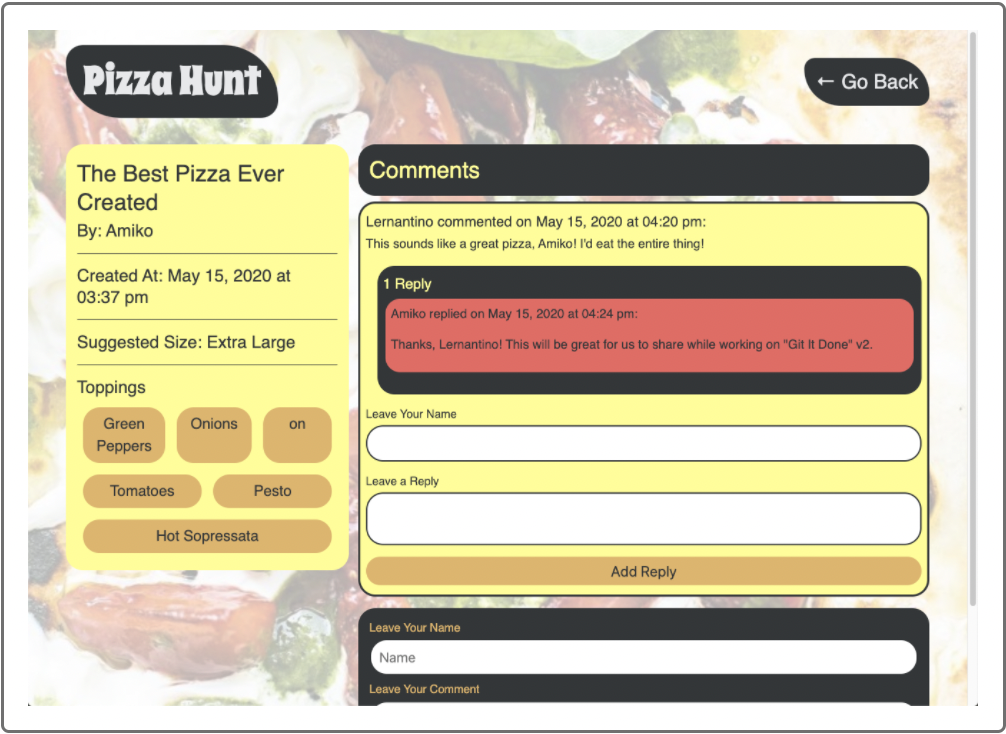 Pizza Hunt
← Go Back
The Best Pizza Ever
Created
By: Amiko
Created At: May 15, 2020 at
03:37 pm
Suggested Size: Extra Large
Toppings
Green
Peppers
Onions
on
Tomatoes
Pesto
Hot Sopressata
Comments
Lernantino commented on May 15, 2020 at 04:20 pm:
This sounds like a great pizza, Amiko! I'd eat the entire thing!
1 Reply
Amiko replied on May 15, 2020 at 04:24 pm:
Thanks, Lernantino! This will be great for us to share while working on "Git It Done" v2.
Leave Your Name
Leave a Reply
Add Reply
Leave Your Name
Name
Leave Your Comment